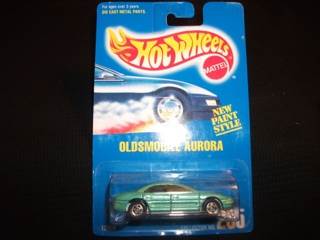 For ages over 3 years
DIE CAST METAL PARTS
HOT WHEELS
MATTEL
NEW
PAINT
STYLE
OLDSMOBILE AURORA